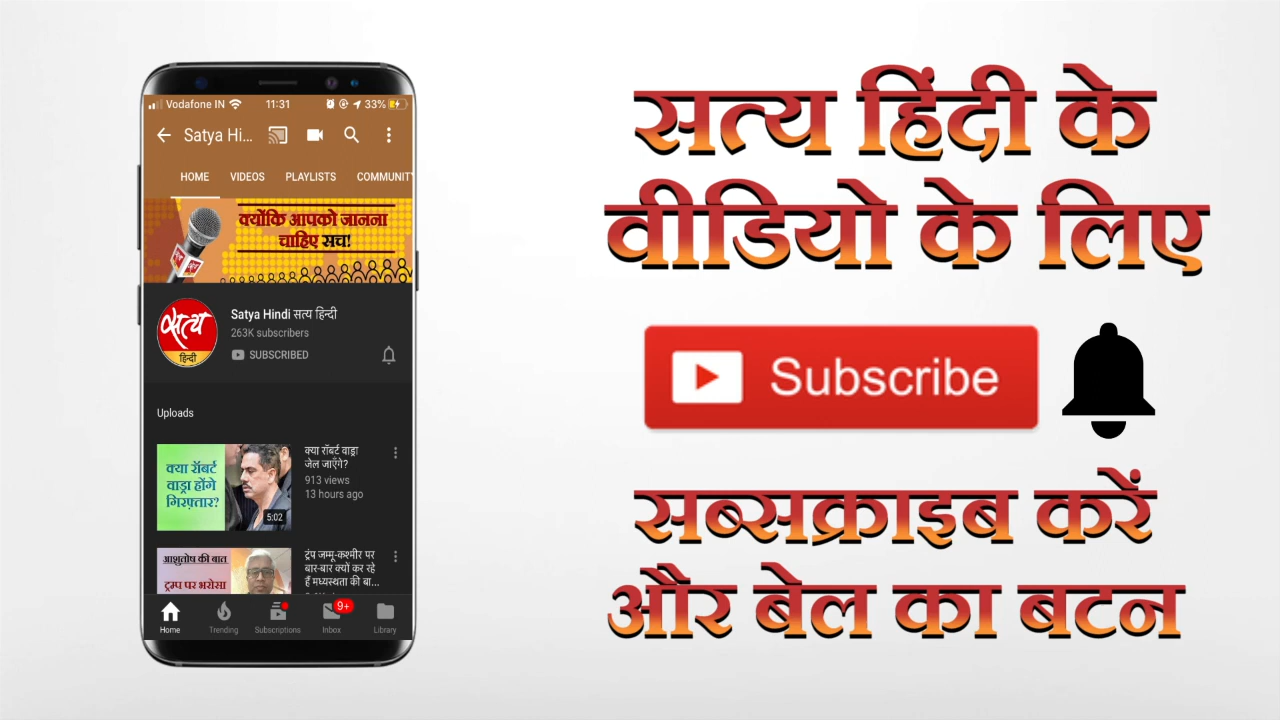 Vodafone IN 11:31 33%
Satya Hi...
HOME VIDEOS PLAYLISTS COMMUNITY
क्योंकि आपको जानना
चाहिए सच!
सत्य
हिन्दी
Satya Hindi सत्य हिन्दी
263K subscribers
SUBSCRIBED
Uploads
क्या रॉबर्ट
वाड्रा होंगे
गिरफ़्तार?
5:02
क्या रॉबर्ट वाड्रा
जेल जाएँगे?
913 views
13 hours ago
आशुतोष की बात
ट्रम्प पर भरोसा
ट्रंप जम्मू-कश्मीर पर
बार-बार क्यों कर रहे
हैं मध्यस्थता की बा...
9+
Home Trending Subscriptions Inbox Library
सत्य हिंदी के
वीडियो के लिए
Subscribe
सब्सक्राइब करें
और बेल का बटन